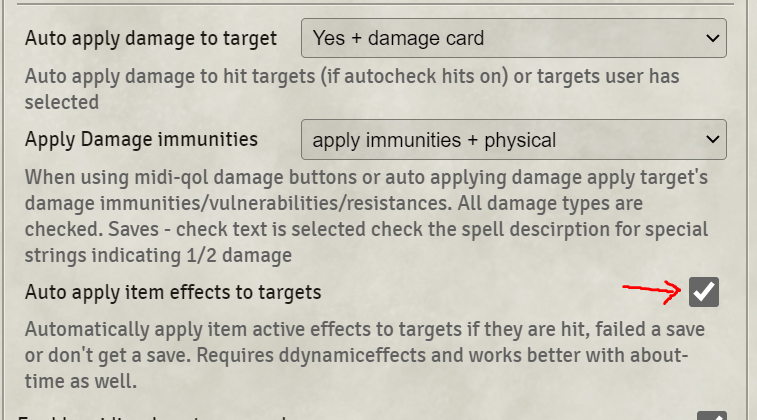 Auto apply damage to target Yes + damage card
Auto apply damage to hit targets (if autocheck hits on) or targets user has
selected
Apply Damage immunities apply immunities + physical
When using midi-qol damage buttons or auto applying damage apply target's
damage immunities/vulnerabilities/resistances. All damage types are
checked. Saves - check text is selected check the spell descirption for special
strings indicating 1/2 damage
Auto apply item effects to targets
Automatically apply item active effects to targets if they are hit, failed a save
or don't get a save. Requires ddynamiceffects and works better with about-
time as well.